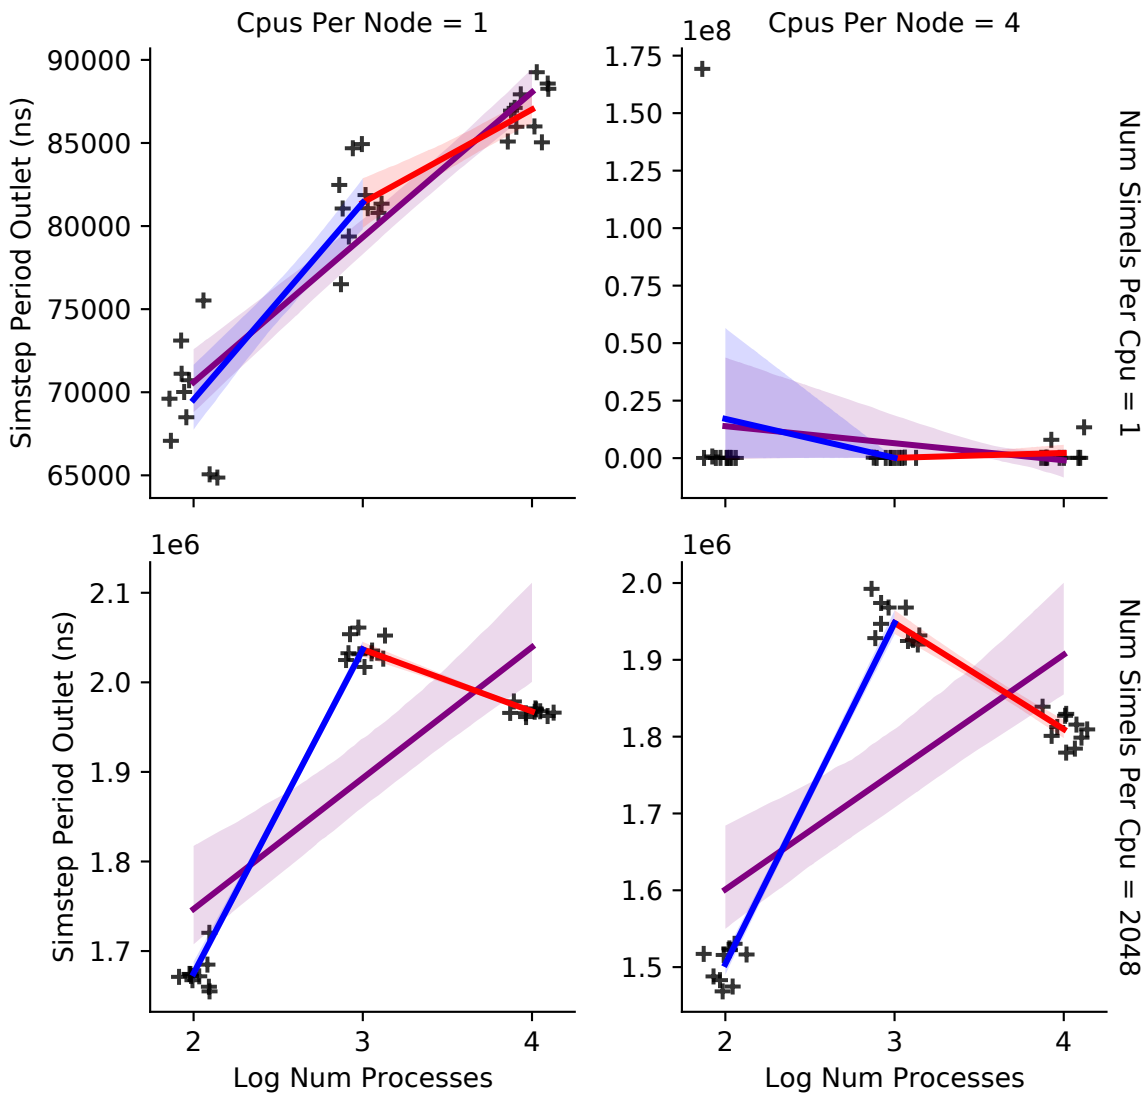 Cpus Per Node = 1
Cpus Per Node = 4
1e8
90000
85000
80000
75000
70000
65000
Simstep Period Outlet (ns)
1.75
1.50
1.25
1.00
0.75
0.50
0.25
0.00
Num Simels Per Cpu = 1
1e6
2.1
2.0
1.9
1.8
1.7
Simstep Period Outlet (ns)
2
3
4
Log Num Processes
1e6
2.0
1.9
1.8
1.7
1.6
1.5
2
3
4
Log Num Processes
Num Simels Per Cpu = 2048